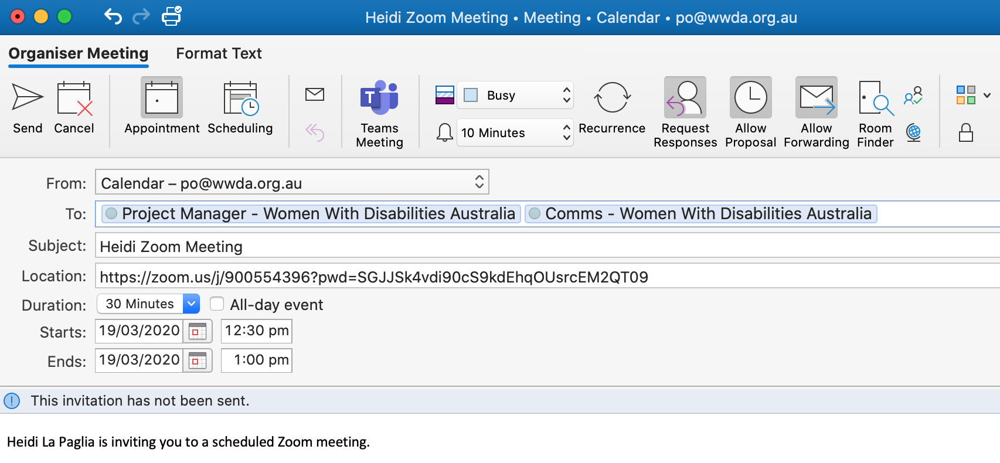 Heidi Zoom Meeting • Meeting • Calendar • po@wwda.org.au
Organiser Meeting Format Text
Send Cancel Appointment Scheduling T Teams Meeting Busy 10 Minutes Recurrence Request Responses Allow Proposal Allow Forwarding Room Finder
From: Calendar – po@wwda.org.au
To: Project Manager - Women With Disabilities Australia Comms - Women With Disabilities Australia
Subject: Heidi Zoom Meeting
Location: https://zoom.us/j/900554396?pwd=SGJJSk4vdi90cS9kdEhqOUsrcEM2QT09
Duration: 30 Minutes All-day event
Starts: 19/03/2020 12:30 pm
Ends: 19/03/2020 1:00 pm
This invitation has not been sent.
Heidi La Paglia is inviting you to a scheduled Zoom meeting.